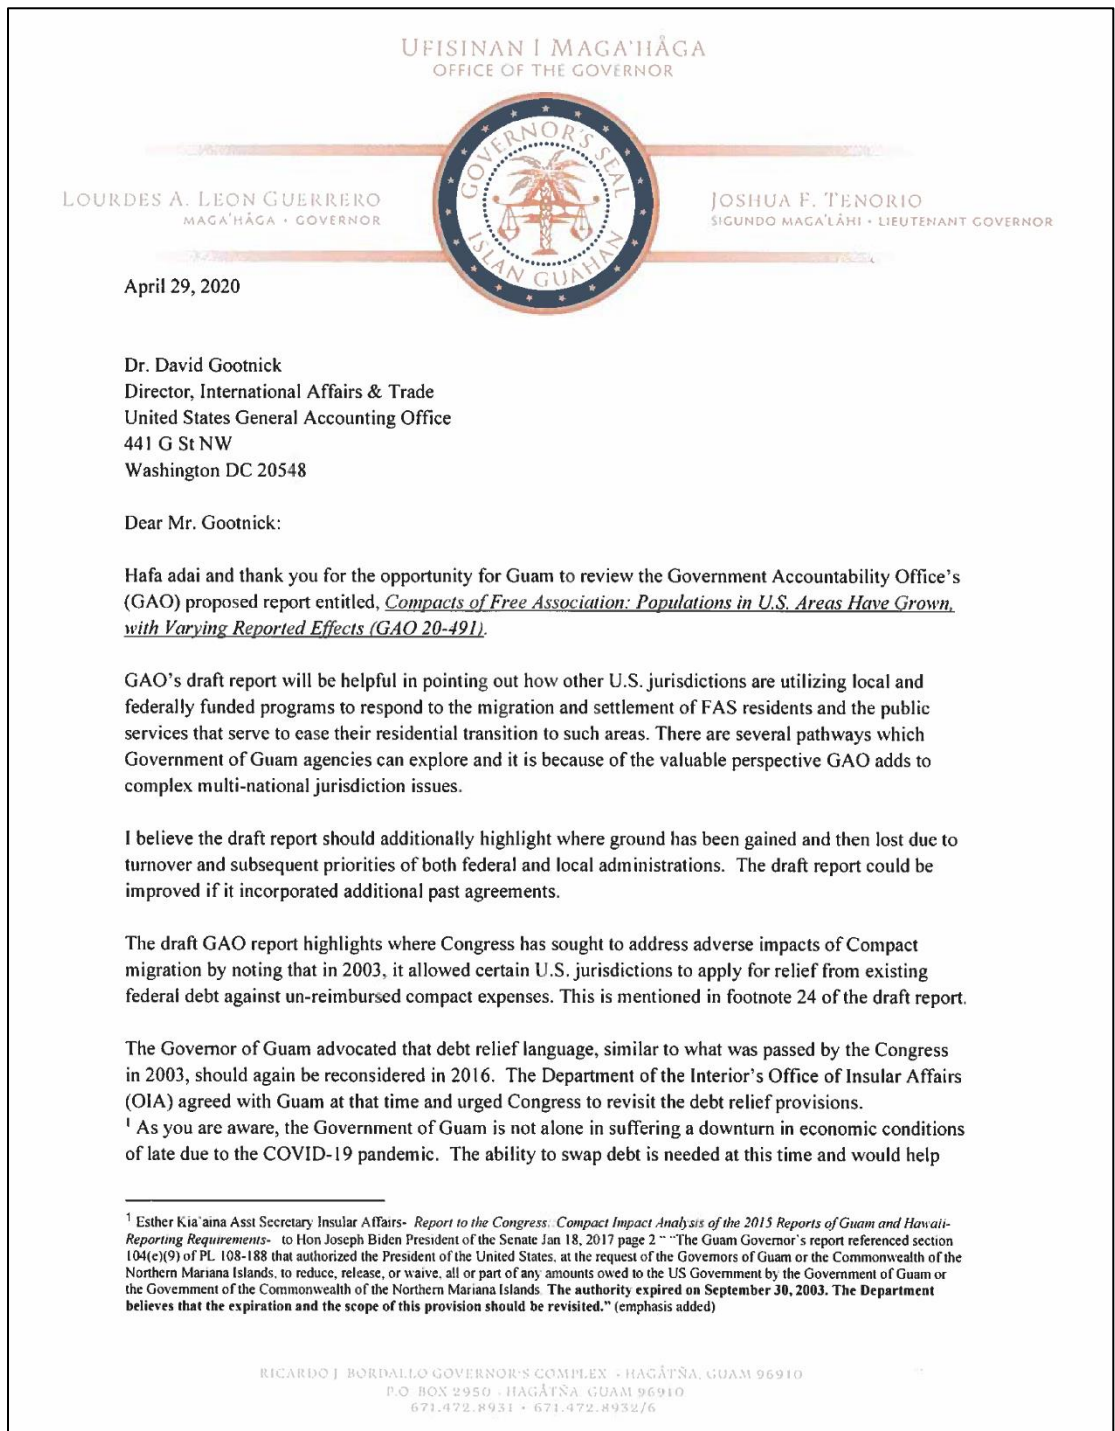 UFISINAN I MAGA'HÅGA
OFFICE OF THE GOVERNOR
GOVERNOR'S SEAL
ISLAN GUAHAN
LOURDES A. LEON GUERRERO
MAGA'HÅGA • GOVERNOR
JOSHUA F. TENORIO
SIGUNDO MAGA'LÅHI • LIEUTENANT GOVERNOR
April 29, 2020
Dr. David Gootnick
Director, International Affairs & Trade
United States General Accounting Office
441 G St NW
Washington DC 20548
Dear Mr. Gootnick:
Hafa adai and thank you for the opportunity for Guam to review the Government Accountability Office's
(GAO) proposed report entitled, Compacts of Free Association: Populations in U.S. Areas Have Grown,
with Varying Reported Effects (GAO 20-491).
GAO's draft report will be helpful in pointing out how other U.S. jurisdictions are utilizing local and
federally funded programs to respond to the migration and settlement of FAS residents and the public
services that serve to ease their residential transition to such areas. There are several pathways which
Government of Guam agencies can explore and it is because of the valuable perspective GAO adds to
complex multi-national jurisdiction issues.
I believe the draft report should additionally highlight where ground has been gained and then lost due to
turnover and subsequent priorities of both federal and local administrations. The draft report could be
improved if it incorporated additional past agreements.
The draft GAO report highlights where Congress has sought to address adverse impacts of Compact
migration by noting that in 2003, it allowed certain U.S. jurisdictions to apply for relief from existing
federal debt against un-reimbursed compact expenses. This is mentioned in footnote 24 of the draft report.
The Governor of Guam advocated that debt relief language, similar to what was passed by the Congress
in 2003, should again be reconsidered in 2016. The Department of the Interior's Office of Insular Affairs
(OIA) agreed with Guam at that time and urged Congress to revisit the debt relief provisions.
1 As you are aware, the Government of Guam is not alone in suffering a downturn in economic conditions
of late due to the COVID-19 pandemic. The ability to swap debt is needed at this time and would help
1 Esther Kia'aina Asst Secretary Insular Affairs- Report to the Congress: Compact Impact Analysis of the 2015 Reports of Guam and Hawaii-
Reporting Requirements- to Hon Joseph Biden President of the Senate Jan 18, 2017 page 2 " "The Guam Governor's report referenced section
104(e)(9) of PL 108-188 that authorized the President of the United States, at the request of the Governors of Guam or the Commonwealth of the
Northern Mariana Islands, to reduce, release, or waive, all or part of any amounts owed to the US Government by the Government of Guam or
the Government of the Commonwealth of the Northern Mariana Islands. The authority expired on September 30, 2003. The Department
believes that the expiration and the scope of this provision should be revisited." (emphasis added)
RICARDO J BORDALLO GOVERNOR'S COMPLEX • HAGÅTÑA, GUAM 96910
P.O. BOX 2950 • HAGÅTÑA GUAM 96910
671.472.8931 • 671.472.8932/6